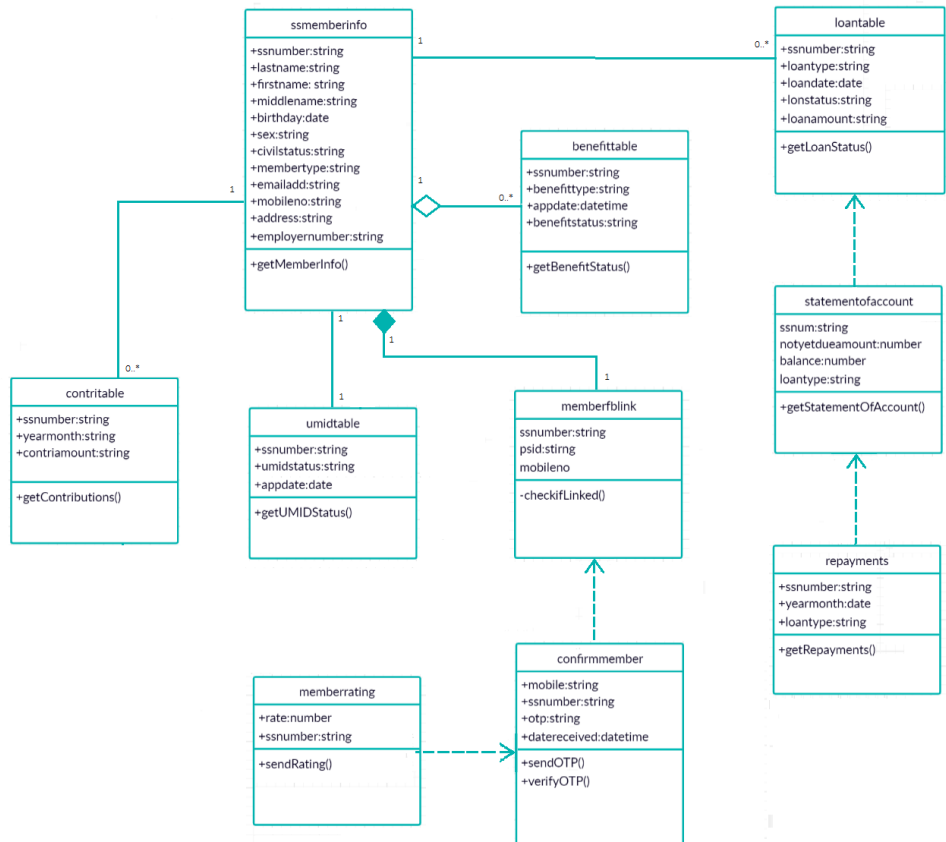 ssmemberinfo
+ssnumber:string
+lastname:string
+firstname: string
+middlename:string
+birthday:date
+sex:string
+civilstatus:string
+membertype:string
+emailadd:string
+mobileno:string
+address:string
+employernumber:string
+getMemberInfo()
1
0..*
loantable
+ssnumber:string
+loantype:string
+loandate:date
+lonstatus:string
+loanamount:string
+getLoanStatus()
1
0..*
benefittable
+ssnumber:string
+benefittype:string
+appdate:datetime
+benefitstatus:string
+getBenefitStatus()
1
0..*
contritable
+ssnumber:string
+yearmonth:string
+contriamount:string
+getContributions()
1
1
umidtable
+ssnumber:string
+umidstatus:string
+appdate:date
+getUMIDStatus()
1
1
memberfblink
ssnumber:string
psid:stirng
mobileno
-checkifLinked()
statementofaccount
ssnum:string
notyetdueamount:number
balance:number
loantype:string
+getStatementOfAccount()
repayments
+ssnumber:string
+yearmonth:date
+loantype:string
+getRepayments()
confirmmember
+mobile:string
+ssnumber:string
+otp:string
+datereceived:datetime
+sendOTP()
+verifyOTP()
memberrating
+rate:number
+ssnumber:string
+sendRating()